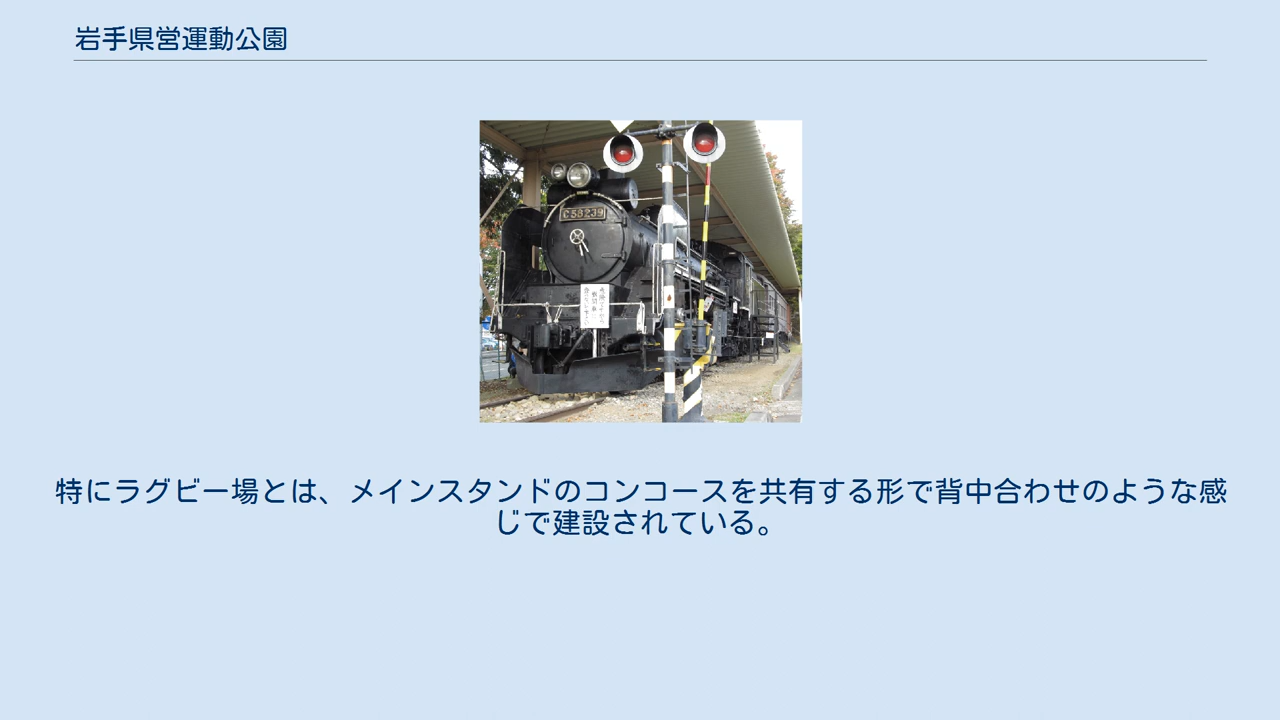 岩手県営運動公園
C58239
特にラグビー場とは、メインスタンドのコンコースを共有する形で背中合わせのような感
じで建設されている。